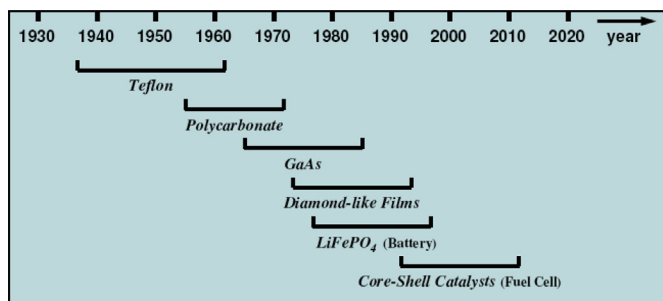 1930 1940 1950 1960 1970 1980 1990 2000 2010 2020 year
Teflon
Polycarbonate
GaAs
Diamond-like Films
LiFePO₄ (Battery)
Core-Shell Catalysts (Fuel Cell)